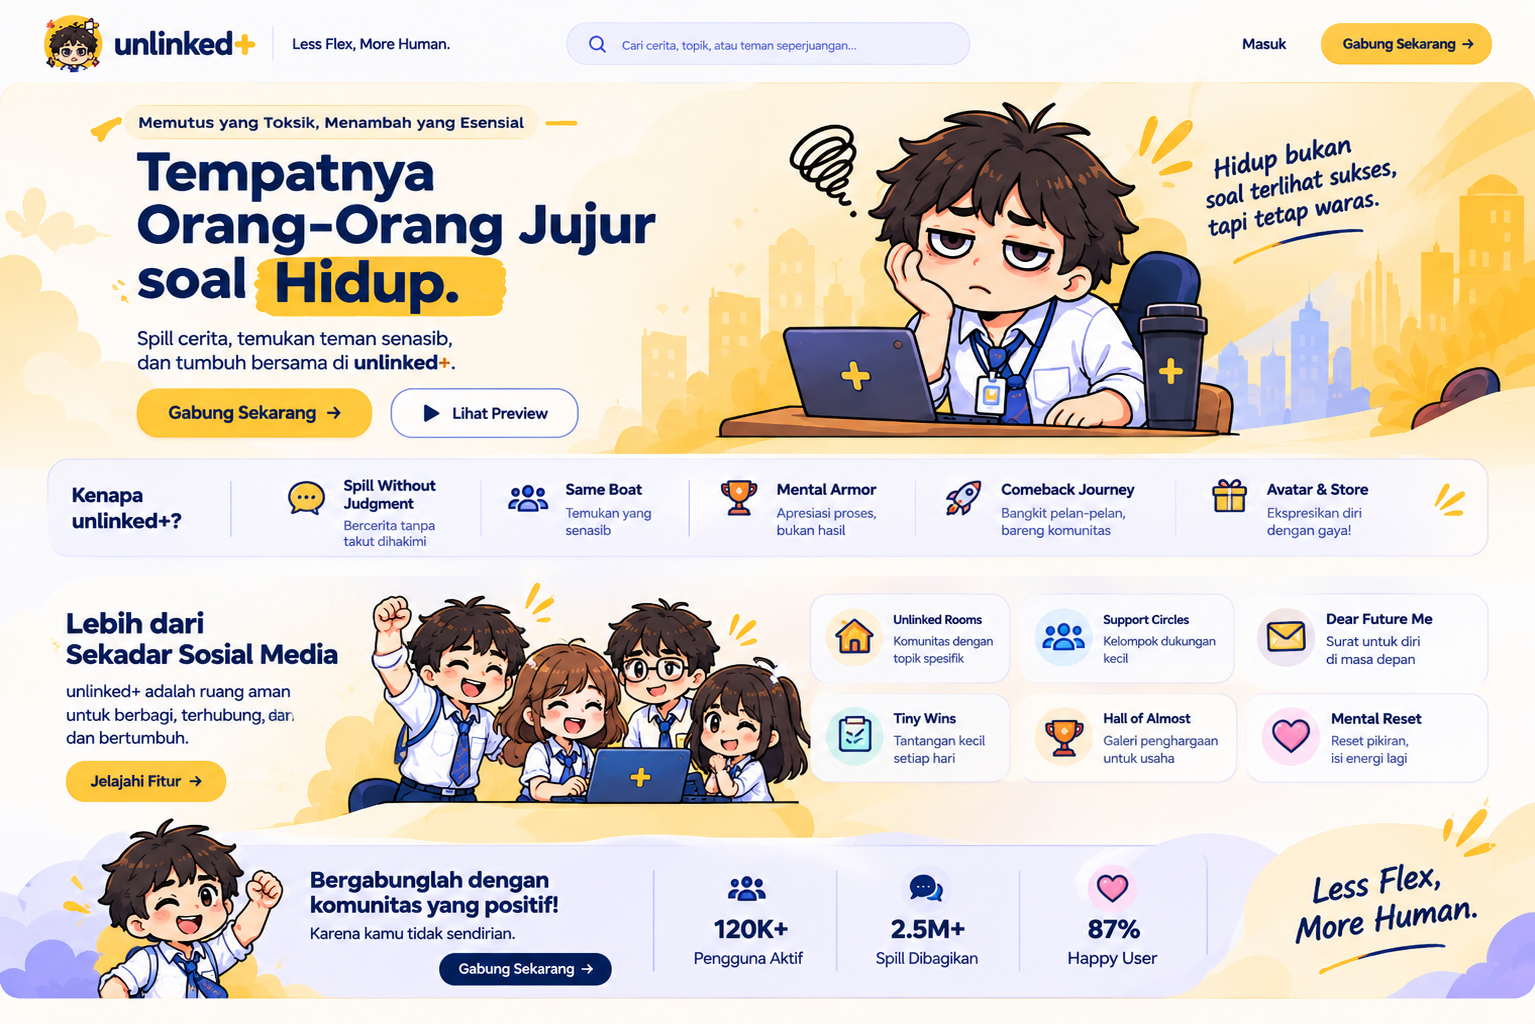 unlinked+
Less Flex, More Human.
Cari cerita, topik, atau teman seperjuangan...
Masuk
Gabung Sekarang →
Memutus yang Toksik, Menambah yang Esensial
Tempatnya
Orang-Orang Jujur
soal Hidup.
Spill cerita, temukan teman senasib,
dan tumbuh bersama di unlinked+.
Gabung Sekarang →
Lihat Preview
Hidup bukan
soal terlihat sukses,
tapi tetap waras.
Kenapa
unlinked+?
Spill Without
Judgment
Bercerita tanpa
takut dihakimi
Same Boat
Temukan yang
senasib
Mental Armor
Apresiasi proses,
bukan hasil
Comeback Journey
Bangkit pelan-pelan,
bareng komunitas
Avatar & Store
Ekspresikan diri
dengan gaya!
Lebih dari
Sekadar Sosial Media
unlinked+ adalah ruang aman
untuk berbagi, terhubung, dan
dan bertumbuh.
Jelajahi Fitur →
Unlinked Rooms
Komunitas dengan
topik spesifik
Support Circles
Kelompok dukungan
kecil
Dear Future Me
Surat untuk diri
di masa depan
Tiny Wins
Tantangan kecil
setiap hari
Hall of Almost
Galeri penghargaan
untuk usaha
Mental Reset
Reset pikiran,
isi energi lagi
Bergabunglah dengan
komunitas yang positif!
Karena kamu tidak sendirian.
Gabung Sekarang →
120K+
Pengguna Aktif
2.5M+
Spill Dibagikan
87%
Happy User
Less Flex,
More Human.